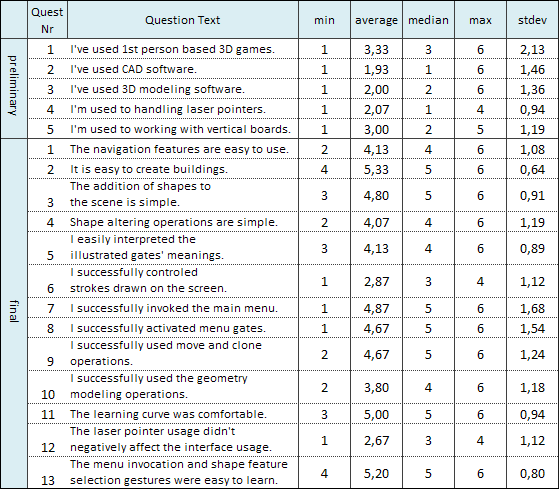 Quest Nr Question Text min average median max stdev
preliminary
1 I've used 1st person based 3D games. 1 3,33 3 6 2,13
2 I've used CAD software. 1 1,93 1 6 1,46
3 I've used 3D modeling software. 1 2,00 2 6 1,36
4 I'm used to handling laser pointers. 1 2,07 1 4 0,94
5 I'm used to working with vertical boards. 1 3,00 2 5 1,19
final
1 The navigation features are easy to use. 2 4,13 4 6 1,08
2 It is easy to create buildings. 4 5,33 5 6 0,64
The addition of shapes to
3 the scene is simple. 3 4,80 5 6 0,91
4 Shape altering operations are simple. 2 4,07 4 6 1,19
I easily interpreted the
5 illustrated gates' meanings. 3 4,13 4 6 0,89
I successfully controled
6 strokes drawn on the screen. 1 2,87 3 4 1,12
7 I successfully invoked the main menu. 1 4,87 5 6 1,68
8 I successfully activated menu gates. 1 4,67 5 6 1,54
I successfully used move and clone
9 operations. 2 4,67 5 6 1,24
I successfully used the geometry
10 modeling operations. 2 3,80 4 6 1,18
11 The learning curve was comfortable. 3 5,00 5 6 0,94
The laser pointer usage didn't
12 negatively affect the interface usage. 1 2,67 3 4 1,12
The menu invocation and shape feature
13 selection gestures were easy to learn. 4 5,20 5 6 0,80